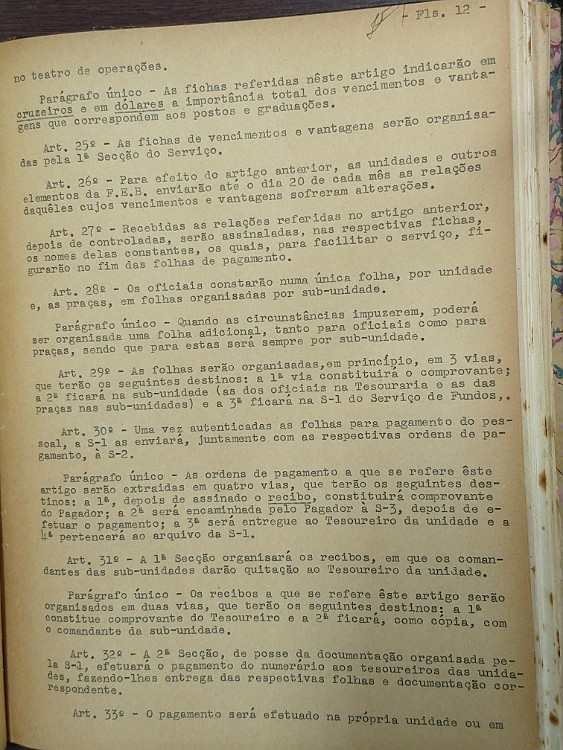 - Fls. 12 -
no teatro de operações.
Parágrafo único - As fichas referidas nêste artigo indicarão em
cruzeiros e em dólares a importância total dos vencimentos e vanta-
gens que correspondem aos postos e graduações.
Art. 25º - As fichas de vencimentos e vantagens serão organisa-
das pela 1ª Secção do Serviço.
Art. 26º - Para efeito do artigo anterior, as unidades e outros
elementos da F.E.B. enviarão até o dia 20 de cada mês as relações
daquêles cujos vencimentos e vantagens sofreram alterações.
Art. 27º - Recebidas as relações referidas no artigo anterior,
depois de controladas, serão assinaladas, nas respectivas fichas,
os nomes delas constantes, os quais, para facilitar o serviço, fi-
gurarão no fim das folhas de pagamento.
Art. 28º - Os oficiais constarão numa única folha, por unidade
e, as praças, em folhas organisadas por sub-unidade.
Parágrafo único - Quando as circunstâncias impuzerem, poderá
ser organisada uma folha adicional, tanto para oficiais como para
praças, sendo que para estas será sempre por sub-unidade.
Art. 29º - As folhas serão organisadas,em princípio, em 3 vias,
que terão os seguintes destinos: a 1ª via constituirá o comprovante;
a 2ª ficará na sub-unidade (as dos oficiais na Tesouraria e as das
praças nas sub-unidades) e a 3ª ficará na S-1 do Serviço de Fundos,.
Art. 30º - Uma vez autenticadas as folhas para pagamento do pes-
soal, a S-1 as enviará, juntamente com as respectivas ordens de pa-
gamento, à S-2.
Parágrafo único - As ordens de pagamento a que se refere êste
artigo serão extraidas em quatro vias, que terão os seguintes des-
tinos: a 1ª, depois de assinado o recibo, constituirá comprovante
do Pagador; a 2ª será encaminhada pelo Pagador à S-3, depois de e-
fetuar o pagamento; a 3ª será entregue ao Tesoureiro da unidade e a
4ª pertencerá ao arquivo da S-1.
Art. 31º - A 1ª Secção organisará os recibos, em que os coman-
dantes das sub-unidades darão quitação ao Tesoureiro da unidade.
Parágrafo único - Os recibos a que se refere êste artigo serão
organisados em duas vias, que terão os seguintes destinos: a 1ª
constitue comprovante do Tesoureiro e a 2ª ficará, como cópia, com
o comandante da sub-unidade.
Art. 32º - A 2ª Secção, de posse da documentação organisada pe-
la S-1, efetuará o pagamento do numerário aos tesoureiros das unida-
des, fazendo-lhes entrega das respectivas folhas e documentação cor-
respondente.
Art. 33º - O pagamento será efetuado na própria unidade ou em